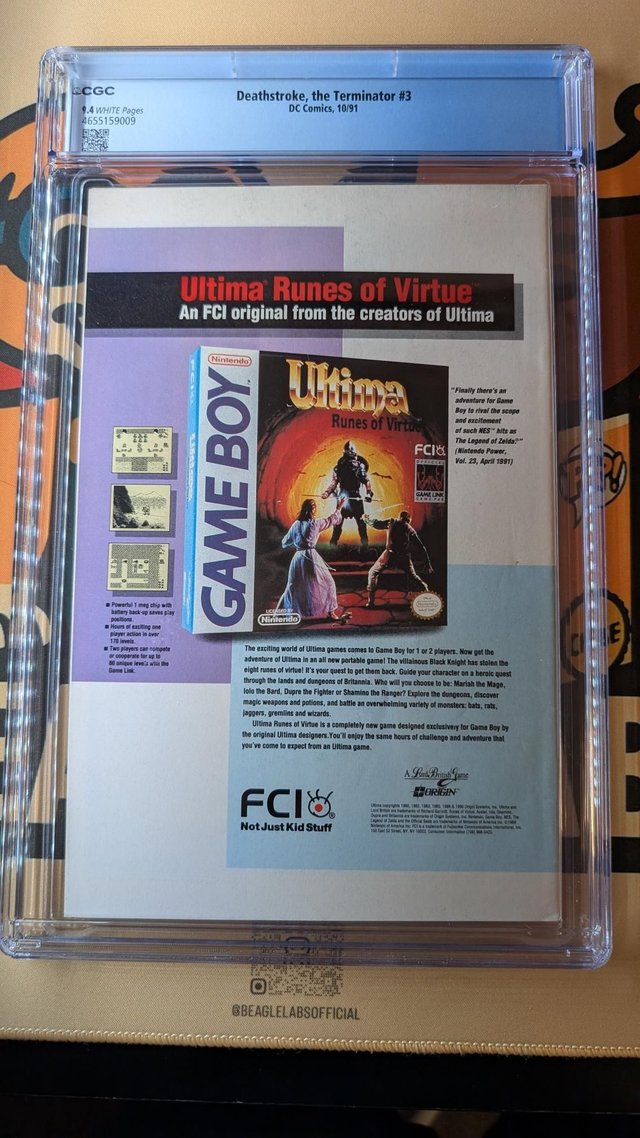 CGC
9.4 WHITE Pages
4655159009
Deathstroke, the Terminator #3
DC Comics, 10/91
Ultima Runes of Virtue™
An FCI original from the creators of Ultima
Nintendo
GAME BOY
Ultima
Runes of Virtue
FCI
OFFICIAL
GAME LINK
LICENSED BY
Nintendo
"Finally there's an
adventure for Game
Boy to rival the scope
and excitement
of such NES™ hits as
The Legend of Zelda."
(Nintendo Power,
Vol. 23, April 1991)
■ Powerful 1 meg chip with
battery back-up saves play
positions.
■ Hours of exciting one
player action in over
170 levels.
■ Two players can compete
or cooperate for up to
80 unique levels with the
Game Link.
The exciting world of Ultima games comes to Game Boy for 1 or 2 players. Now get the
adventure of Ultima in an all new portable game! The villainous Black Knight has stolen the
eight runes of virtue! It's your quest to get them back. Guide your character on a heroic quest
through the lands and dungeons of Britannia. Who will you choose to be: Mariah the Mage,
Iolo the Bard, Dupre the Fighter or Shamino the Ranger? Explore the dungeons, discover
magic weapons and potions, and battle an overwhelming variety of monsters: bats, rats,
jaggers, gremlins and wizards.
Ultima Runes of Virtue is a completely new game designed exclusively for Game Boy by
the original Ultima designers. You'll enjoy the same hours of challenge and adventure that
you've come to expect from an Ultima game.
A Lord British Game
ORIGIN
FCI®
Not Just Kid Stuff
@BEAGLELABSOFFICIAL